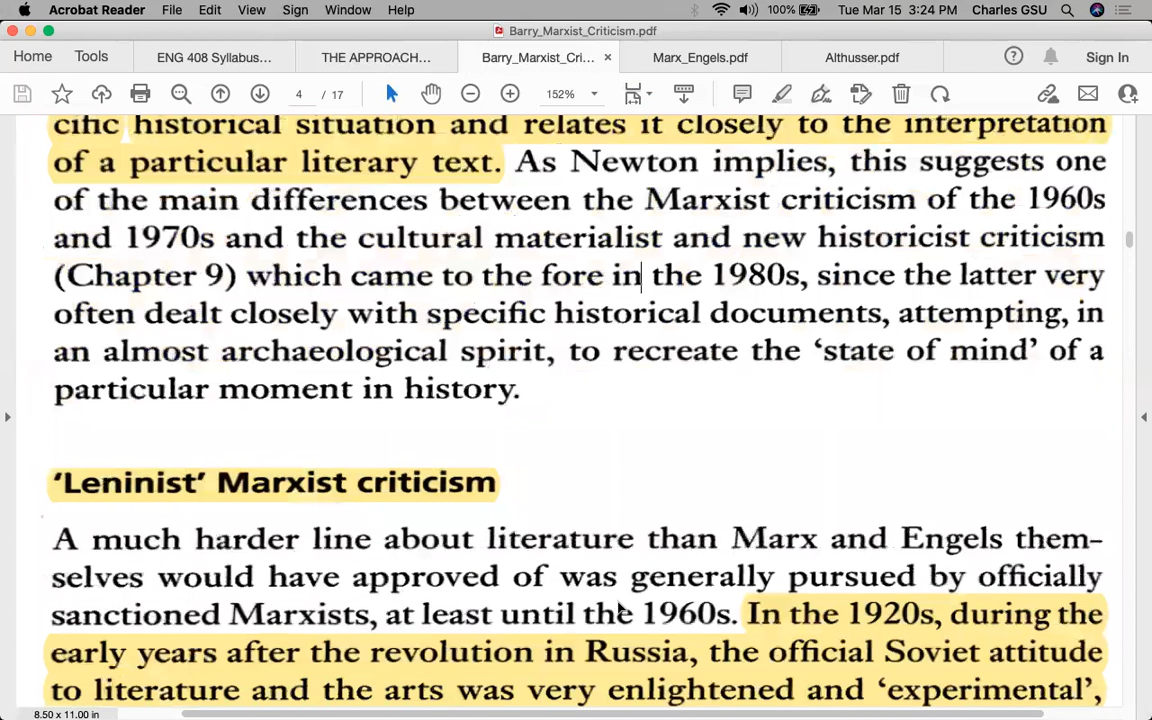 Acrobat Reader File Edit View Sign Window Help 100% Tue Mar 15 3:24 PM Charles GSU
Barry_Marxist_Criticism.pdf
Home Tools ENG 408 Syllabus... THE APPROACH... Barry_Marxist_Cri... × Marx_Engels.pdf Althusser.pdf ? Sign In
4 / 17 152%
cific historical situation and relates it closely to the interpretation
of a particular literary text. As Newton implies, this suggests one
of the main differences between the Marxist criticism of the 1960s
and 1970s and the cultural materialist and new historicist criticism
(Chapter 9) which came to the fore in the 1980s, since the latter very
often dealt closely with specific historical documents, attempting, in
an almost archaeological spirit, to recreate the ‘state of mind’ of a
particular moment in history.
‘Leninist’ Marxist criticism
A much harder line about literature than Marx and Engels them-
selves would have approved of was generally pursued by officially
sanctioned Marxists, at least until the 1960s. In the 1920s, during the
early years after the revolution in Russia, the official Soviet attitude
to literature and the arts was very enlightened and ‘experimental’,
8.50 x 11.00 in